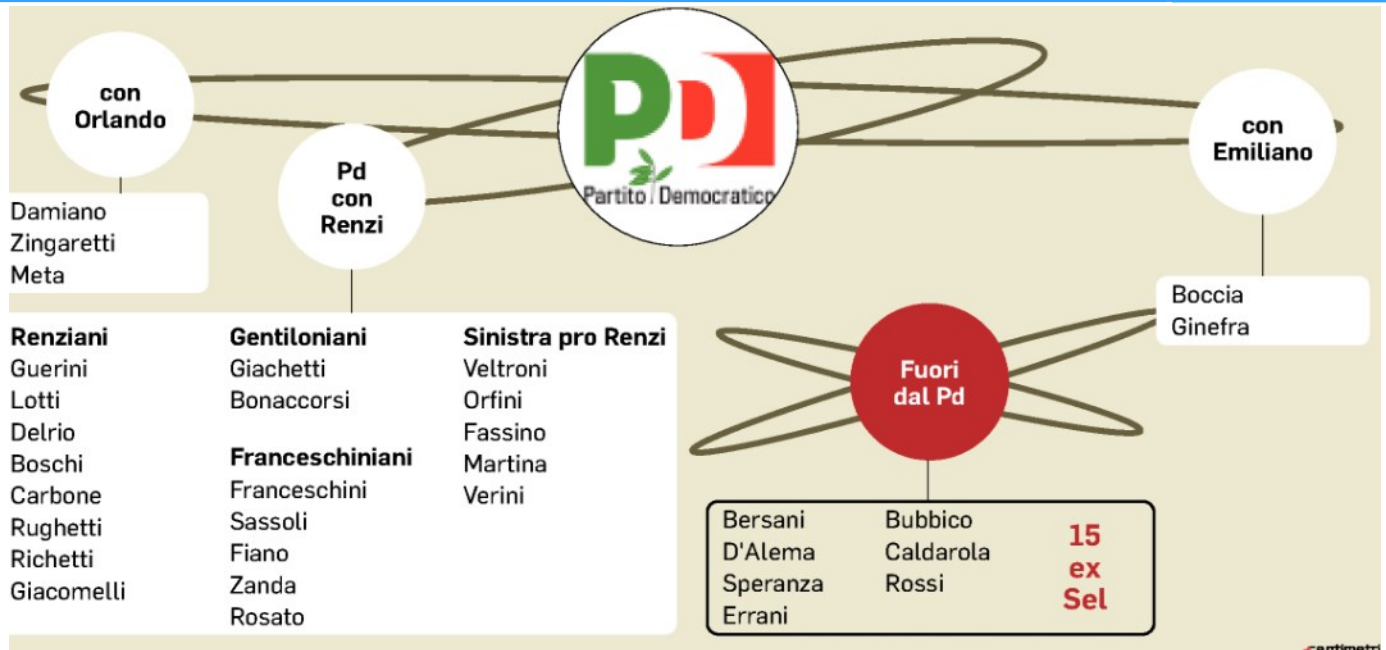 PD
Partito Democratico
con
Orlando
Damiano
Zingaretti
Meta
Pd
con
Renzi
Renziani
Guerini
Lotti
Delrio
Boschi
Carbone
Rughetti
Richetti
Giacomelli
Gentiloniani
Giachetti
Bonaccorsi
Franceschiniani
Franceschini
Sassoli
Fiano
Zanda
Rosato
Sinistra pro Renzi
Veltroni
Orfini
Fassino
Martina
Verini
con
Emiliano
Boccia
Ginefra
Fuori
dal Pd
Bersani
D'Alema
Speranza
Errani
Bubbico
Caldarola
Rossi
15
ex
Sel
centimetri